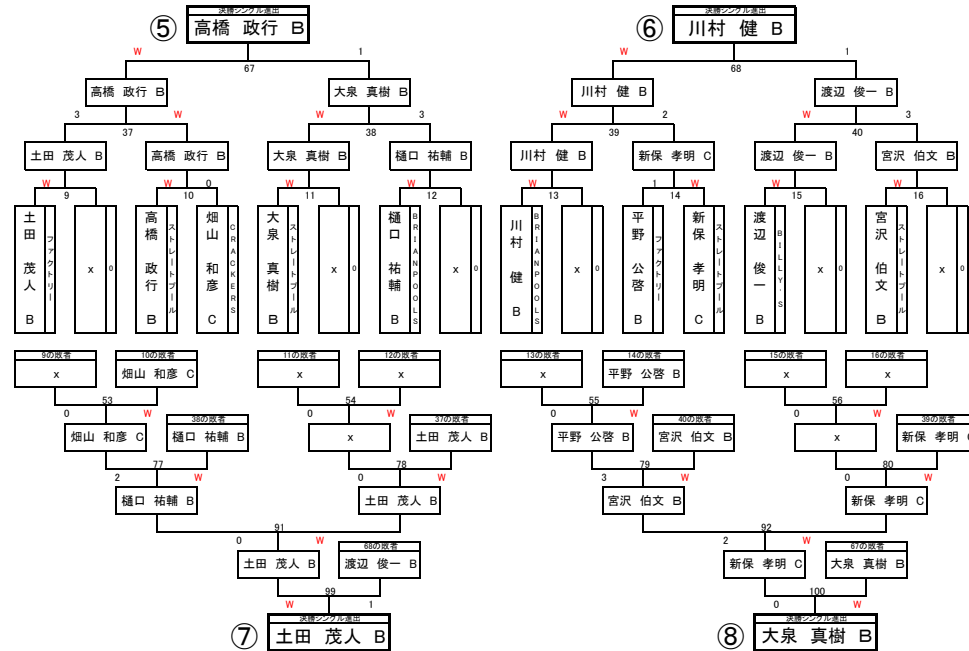 決勝シングル進出
決勝シングル進出
⑤ 高橋 政行 B
⑥ 川村 健 B
W 1
W 1
67
68
高橋 政行 B
大泉 真樹 B
川村 健 B
渡辺 俊一 B
3 W
W 3
W 2
W 3
37
38
39
40
土田 茂人 B
高橋 政行 B
大泉 真樹 B
樋口 祐輔 B
川村 健 B
新保 孝明 C
渡辺 俊一 B
宮沢 伯文 B
W 9
W 10 0
W 11
W 12
W 13
1 14 W
W 15
W 16
土田 茂人 B
ファクトリー
x
0
高橋 政行 B
ストレートプール
畑山 和彦 C
CRACKERS
大泉 真樹 B
ストレートプール
x
0
樋口 祐輔 B
BRIANPOOLS
x
0
川村 健 B
BRIANPOOLS
x
0
平野 公啓 B
ファクトリー
新保 孝明 C
ストレートプール
渡辺 俊一 B
BILLY'S
x
0
宮沢 伯文 B
ストレートプール
x
0
9の敗者
10の敗者
11の敗者
12の敗者
13の敗者
14の敗者
15の敗者
16の敗者
x
畑山 和彦 C
x
x
x
平野 公啓 B
x
x
53
54
55
56
0 W
0 W
0 W
0 W
38の敗者
37の敗者
40の敗者
39の敗者
畑山 和彦 C
樋口 祐輔 B
x
土田 茂人 B
平野 公啓 B
宮沢 伯文 B
x
新保 孝明 C
77
78
79
80
2 W
0 W
3 W
0 W
樋口 祐輔 B
土田 茂人 B
宮沢 伯文 B
新保 孝明 C
91
92
0 W
2 W
68の敗者
67の敗者
土田 茂人 B
渡辺 俊一 B
新保 孝明 C
大泉 真樹 B
99
100
W 1
0 W
決勝シングル進出
決勝シングル進出
⑦ 土田 茂人 B
⑧ 大泉 真樹 B